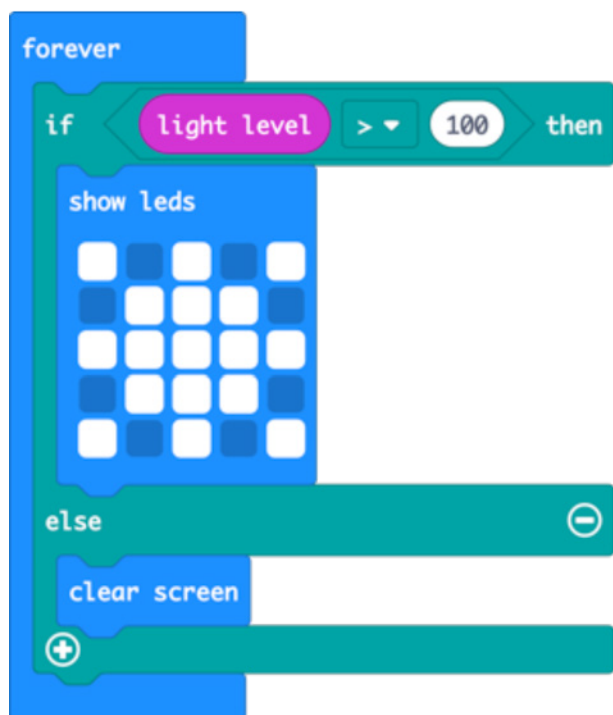 forever
if light level > 100 then
show leds
else
clear screen